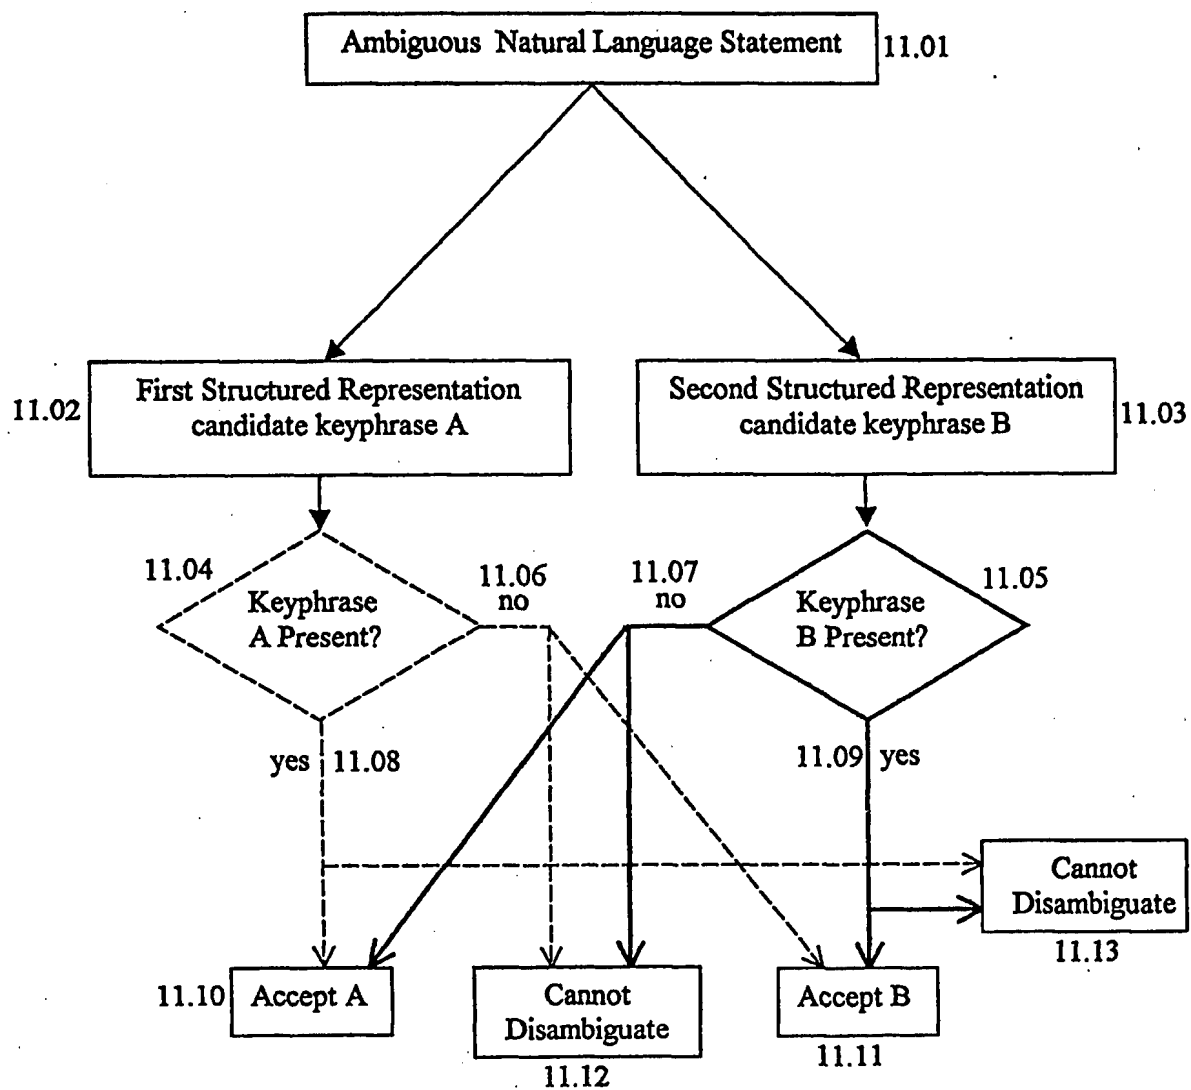 Ambiguous Natural Language Statement
11.01
First Structured Representation
candidate keyphrase A
11.02
Second Structured Representation
candidate keyphrase B
11.03
11.04
Keyphrase
A Present?
11.06
no
11.07
no
11.05
Keyphrase
B Present?
yes
11.08
11.09
yes
Cannot
Disambiguate
11.13
11.10
Accept A
Cannot
Disambiguate
11.12
Accept B
11.11